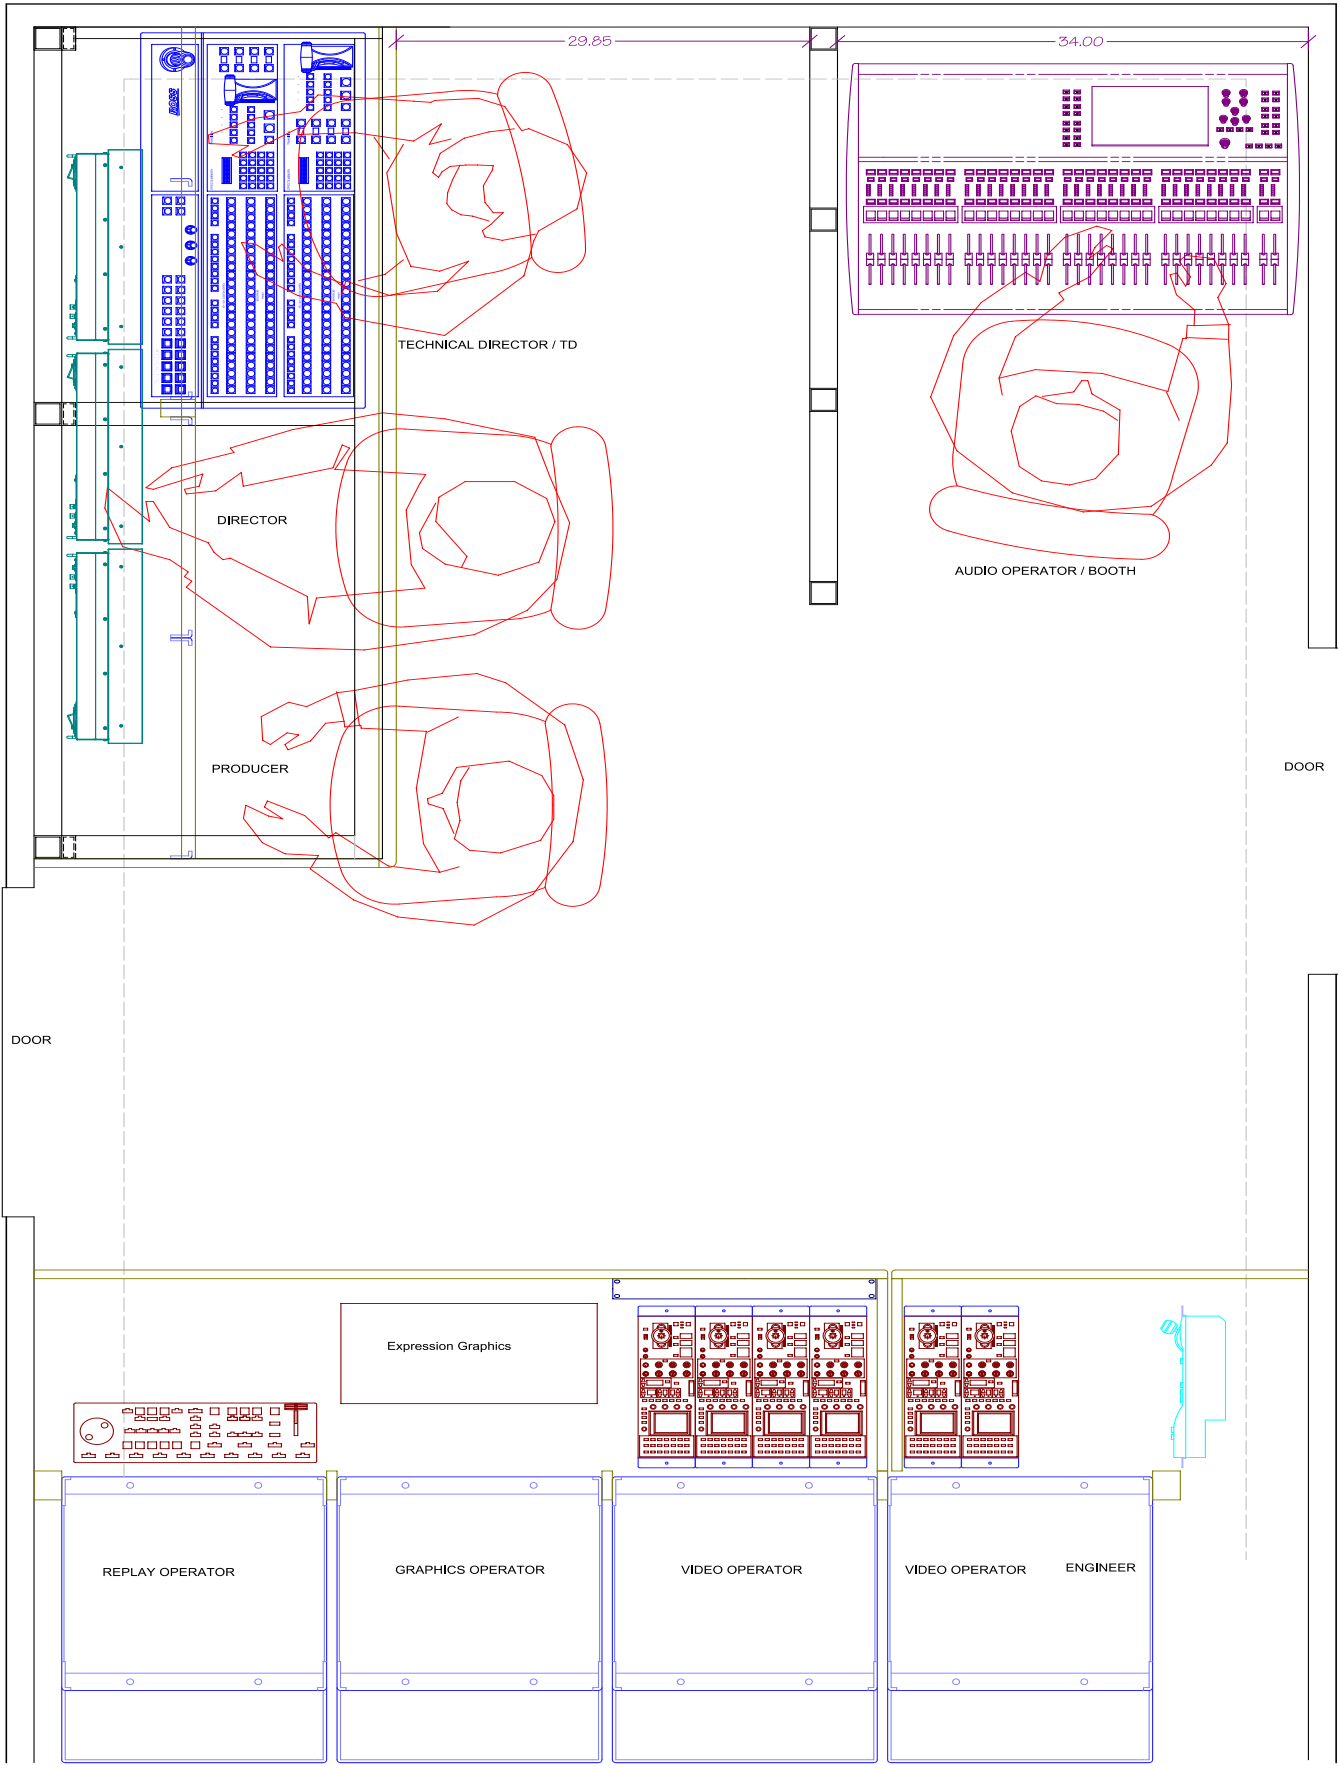 29.85
34.00
ROSS
TECHNICAL DIRECTOR / TD
DIRECTOR
AUDIO OPERATOR / BOOTH
PRODUCER
DOOR
DOOR
Expression Graphics
REPLAY OPERATOR
GRAPHICS OPERATOR
VIDEO OPERATOR
VIDEO OPERATOR
ENGINEER